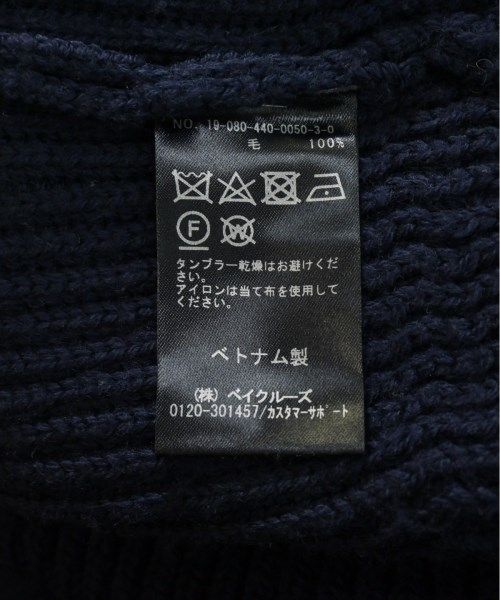 NO. 19-080-440-0050-3-0
毛 100%
F
W
タンブラー乾燥はお避けくだ
さい。
アイロンは当て布を使用して
ください。
ベトナム製
(株) ベイクルーズ
0120-301457/カスタマーサポート